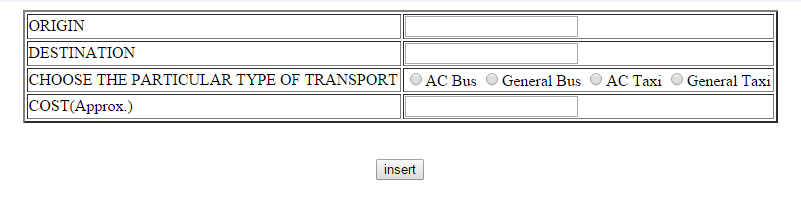 ORIGIN
DESTINATION
CHOOSE THE PARTICULAR TYPE OF TRANSPORT AC Bus General Bus AC Taxi General Taxi
COST(Approx.)
insert